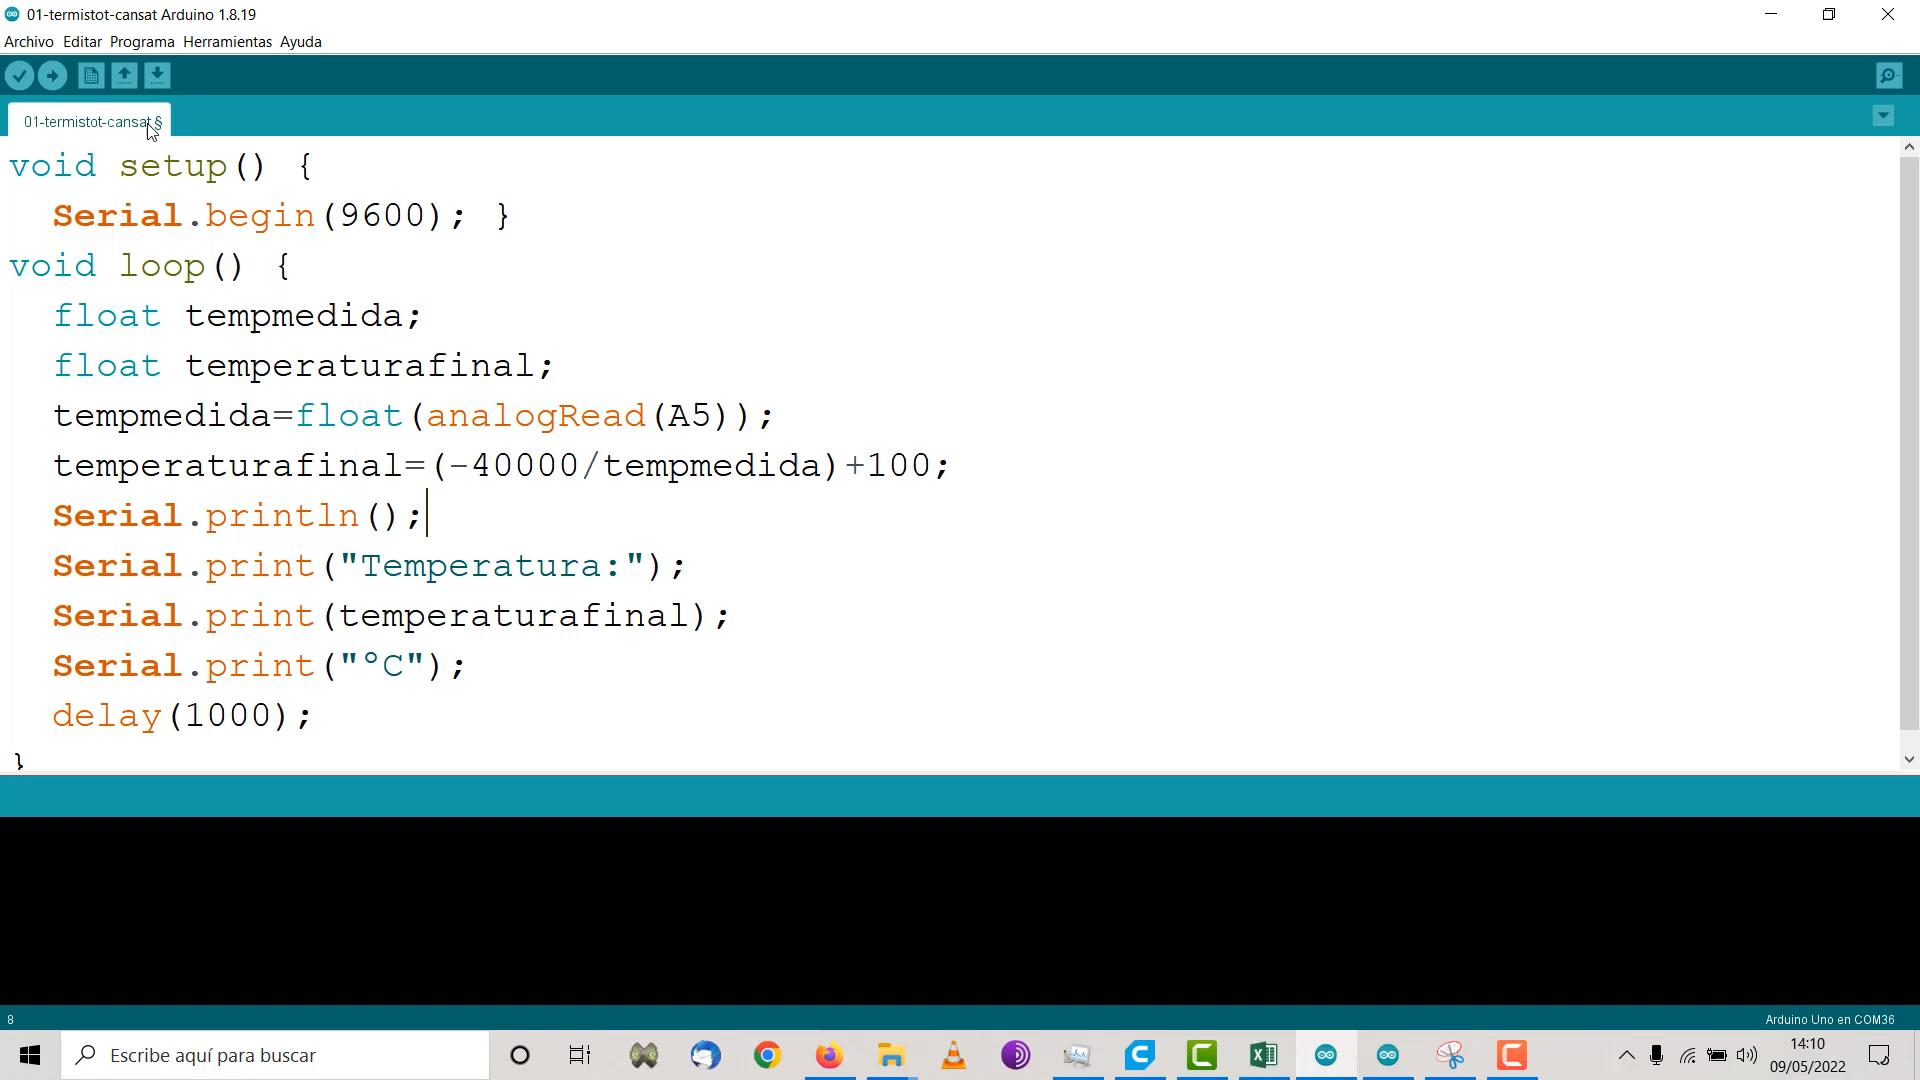 01-termistot-cansat Arduino 1.8.19
Archivo Editar Programa Herramientas Ayuda
01-termistot-cansat §
void setup() {
  Serial.begin(9600); }
void loop() {
  float tempmedida;
  float temperaturafinal;
  tempmedida=float(analogRead(A5));
  temperaturafinal=(-40000/tempmedida)+100;
  Serial.println();
  Serial.print("Temperatura:");
  Serial.print(temperaturafinal);
  Serial.print("°C");
  delay(1000);
}
8
Arduino Uno en COM36
Escribe aquí para buscar
14:10
09/05/2022